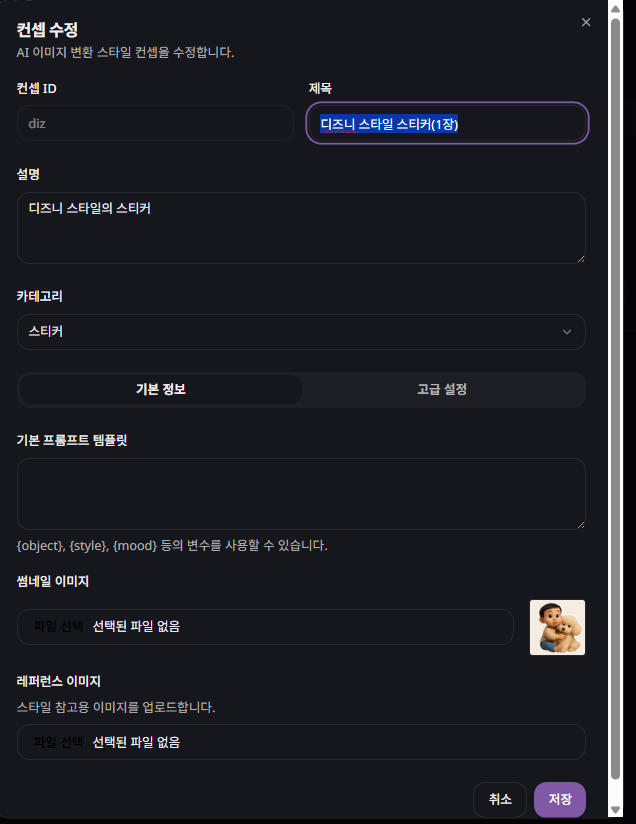 컨셉 수정
AI 이미지 변환 스타일 컨셉을 수정합니다.
컨셉 ID
제목
diz
디즈니 스타일 스티커(1장)
설명
디즈니 스타일의 스티커
카테고리
스티커
기본 정보
고급 설정
기본 프롬프트 템플릿
{object}, {style}, {mood} 등의 변수를 사용할 수 있습니다.
썸네일 이미지
파일 선택 선택된 파일 없음
레퍼런스 이미지
스타일 참고용 이미지를 업로드합니다.
파일 선택 선택된 파일 없음
취소
저장